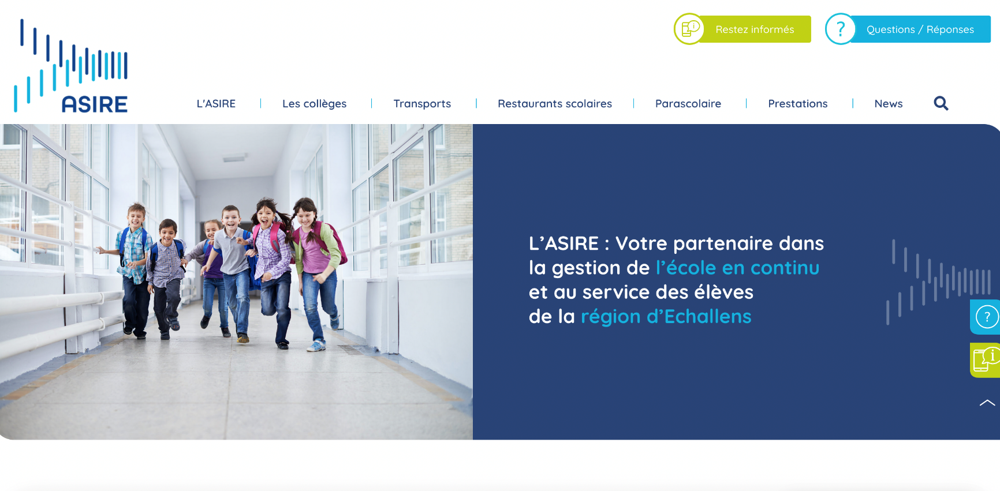 Restez informés
Questions / Réponses
ASIRE
L'ASIRE
Les collèges
Transports
Restaurants scolaires
Parascolaire
Prestations
News
L’ASIRE : Votre partenaire dans
la gestion de l’école en continu
et au service des élèves
de la région d’Echallens